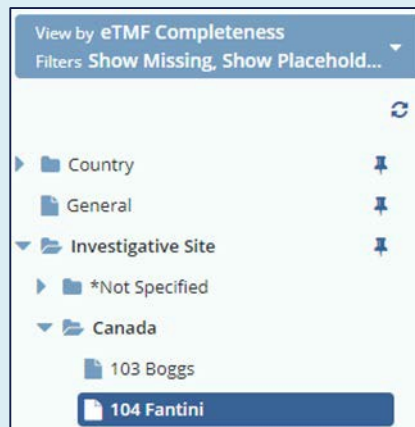 View by eTMF Completeness
Filters Show Missing, Show Placehold...
Country
General
Investigative Site
*Not Specified
Canada
103 Boggs
104 Fantini